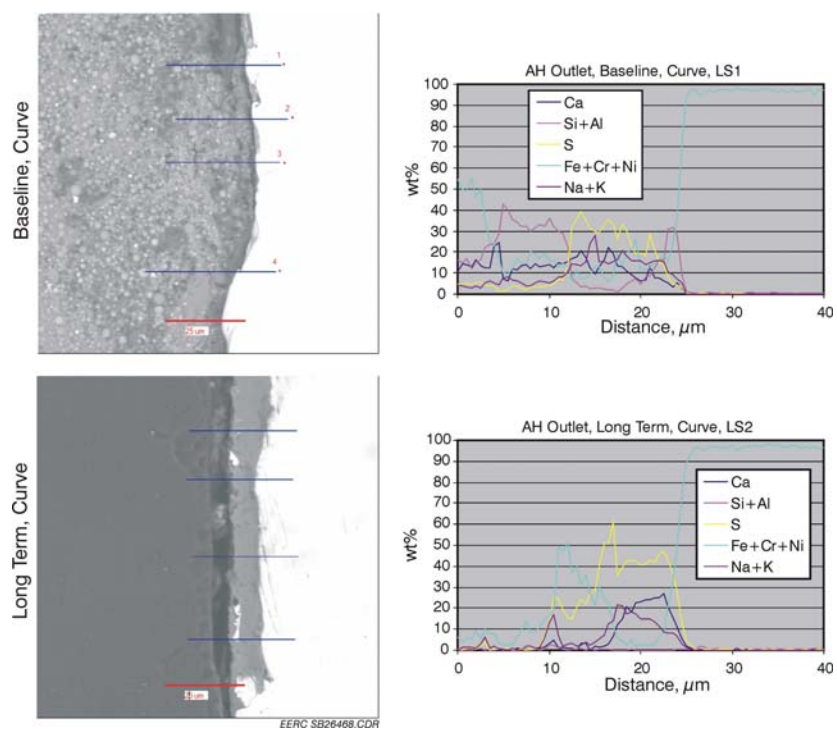 Baseline, Curve
1
2
3
4
25 um
AH Outlet, Baseline, Curve, LS1
wt%
100
90
80
70
60
50
40
30
20
10
0
Ca
Si+Al
S
Fe+Cr+Ni
Na+K
0 10 20 30 40
Distance, μm
Long Term, Curve
EERC SB26468.CDR
AH Outlet, Long Term, Curve, LS2
wt%
100
90
80
70
60
50
40
30
20
10
0
Ca
Si+Al
S
Fe+Cr+Ni
Na+K
0 10 20 30 40
Distance, μm